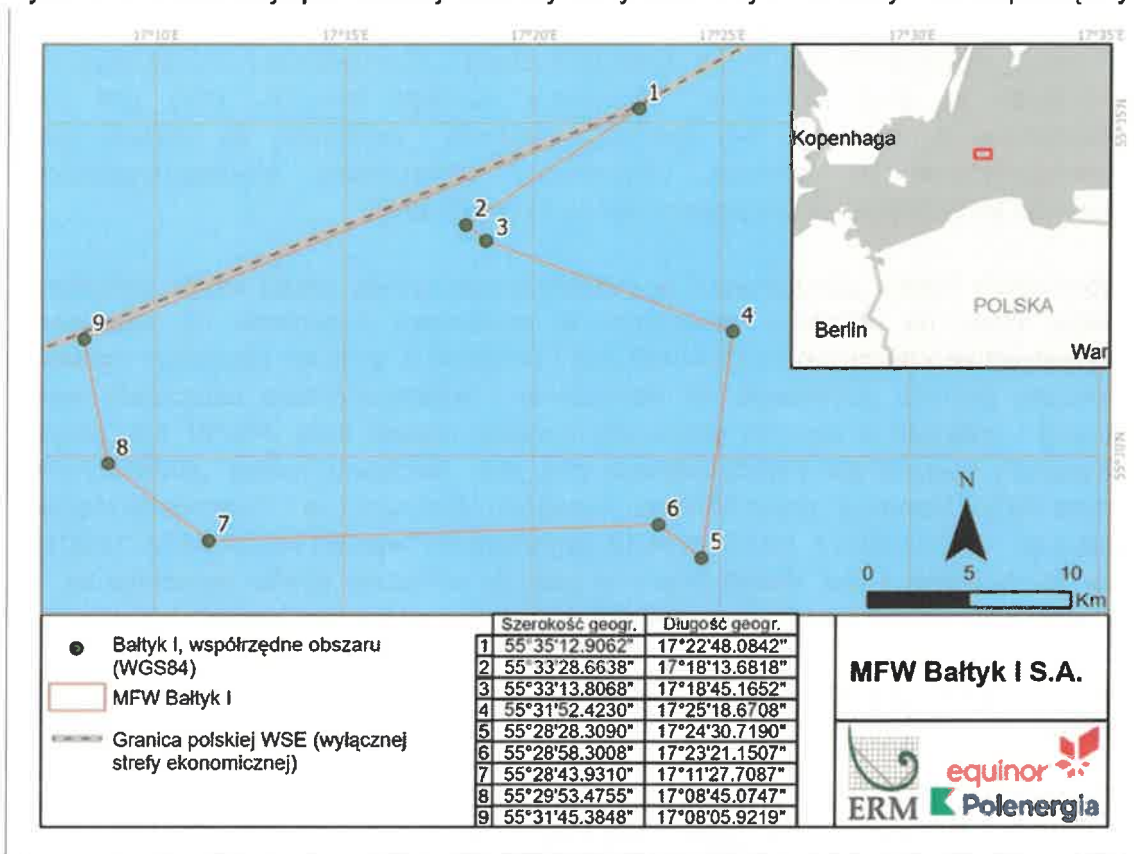 17°10'E 17°15'E 17°20'E 17°25'E 17°30'E 17°35'E
55°35'N
55°30'N
1
2
3
4
5
6
7
8
9
Kopenhaga
Berlin
POLSKA
War
N
0 5 10
Km
Bałtyk I, współrzędne obszaru
(WGS84)
MFW Bałtyk I
Granica polskiej WSE (wyłącznej
strefy ekonomicznej)
Szerokość geogr. Długość geogr.
1 55°35'12.9062" 17°22'48.0842"
2 55°33'28.6638" 17°18'13.6818"
3 55°33'13.8068" 17°18'45.1652"
4 55°31'52.4230" 17°25'18.6708"
5 55°28'28.3090" 17°24'30.7190"
6 55°28'58.3008" 17°23'21.1507"
7 55°28'43.9310" 17°11'27.7087"
8 55°29'53.4755" 17°08'45.0747"
9 55°31'45.3848" 17°08'05.9219"
MFW Bałtyk I S.A.
ERM
equinor
Polenergia